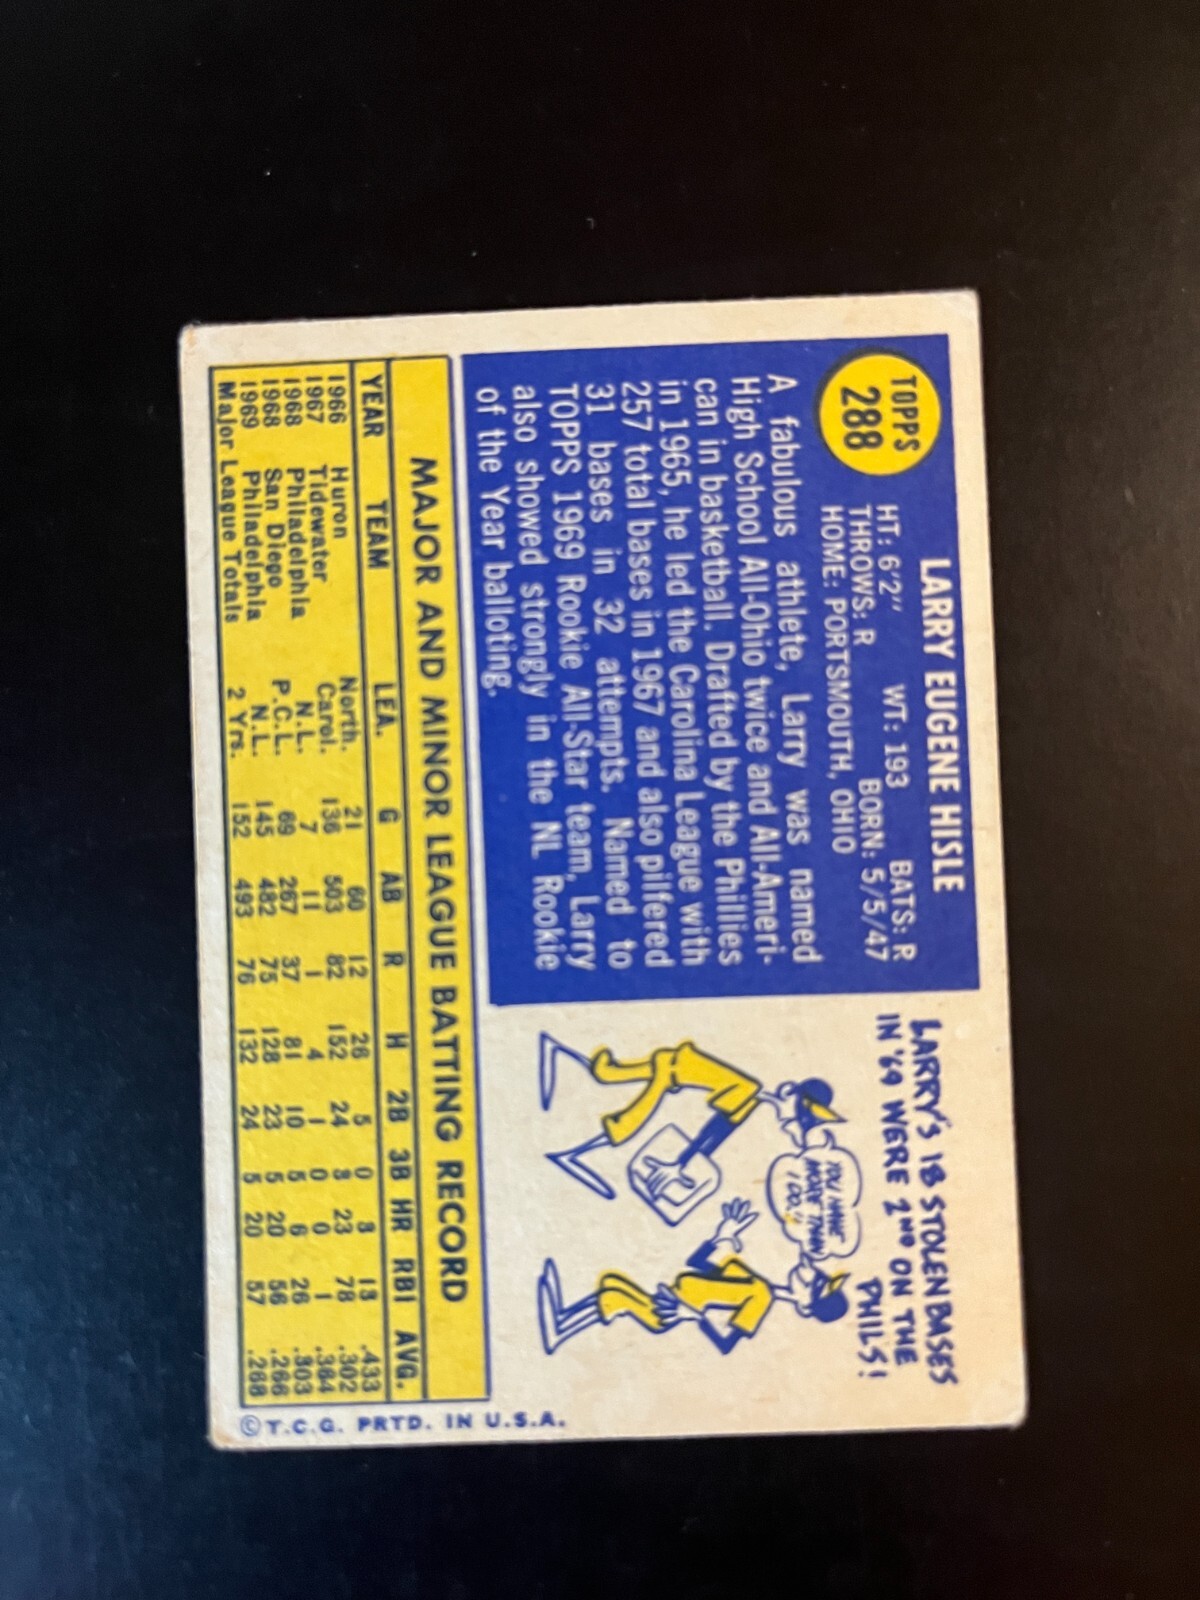 LARRY EUGENE HISLE
TOPPS
288
HT: 6'2" WT: 193 BATS: R
THROWS: R BORN: 5/5/47
HOME: PORTSMOUTH, OHIO
A fabulous athlete, Larry was named
High School All-Ohio twice and All-Ameri-
can in basketball. Drafted by the Phillies
in 1965, he led the Carolina League with
257 total bases in 1967 and also pilfered
31 bases in 32 attempts. Named to
TOPPS 1969 Rookie All-Star team, Larry
also showed strongly in the NL Rookie
of the Year balloting.
LARRY'S 18 STOLEN BASES
IN '69 WERE 2ND ON THE
PHILS!
YOU HAVE
MORE THAN
I DO."
MAJOR AND MINOR LEAGUE BATTING RECORD
YEAR TEAM LEA. G AB R H 2B 3B HR RBI AVG.
1966 Huron North. 21 60 12 26 5 0 3 13 .433
1967 Tidewater Carol. 136 503 82 152 24 3 23 78 .302
1968 Philadelphia N.L. 7 11 1 4 1 0 0 1 .364
1968 San Diego P.C.L. 69 267 37 81 10 5 6 26 .303
1969 Philadelphia N.L. 145 482 75 128 23 5 20 56 .266
Major League Totals 2 Yrs. 152 493 76 132 24 5 20 57 .268
©T.C.G. PRTD. IN U.S.A.